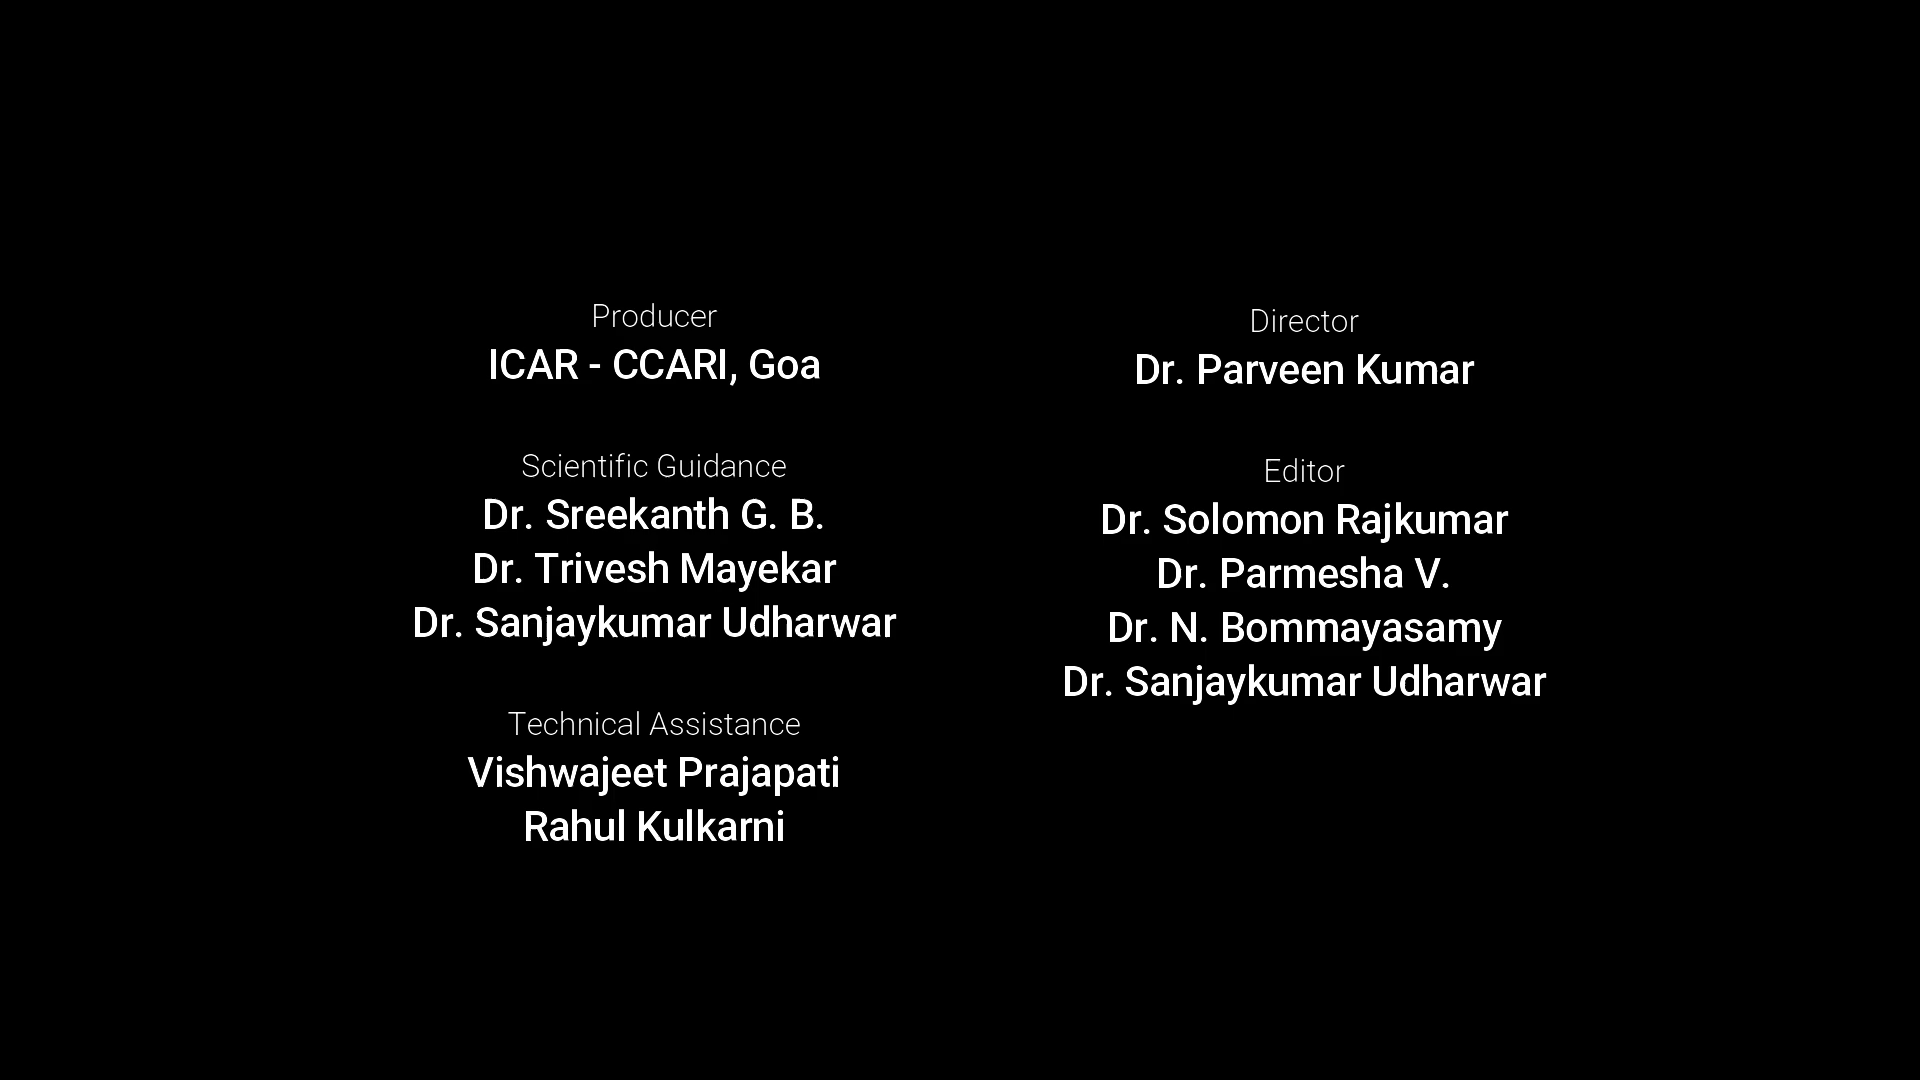 Producer
ICAR - CCARI, Goa
Scientific Guidance
Dr. Sreekanth G. B.
Dr. Trivesh Mayekar
Dr. Sanjaykumar Udharwar
Technical Assistance
Vishwajeet Prajapati
Rahul Kulkarni
Director
Dr. Parveen Kumar
Editor
Dr. Solomon Rajkumar
Dr. Parmesha V.
Dr. N. Bommayasamy
Dr. Sanjaykumar Udharwar